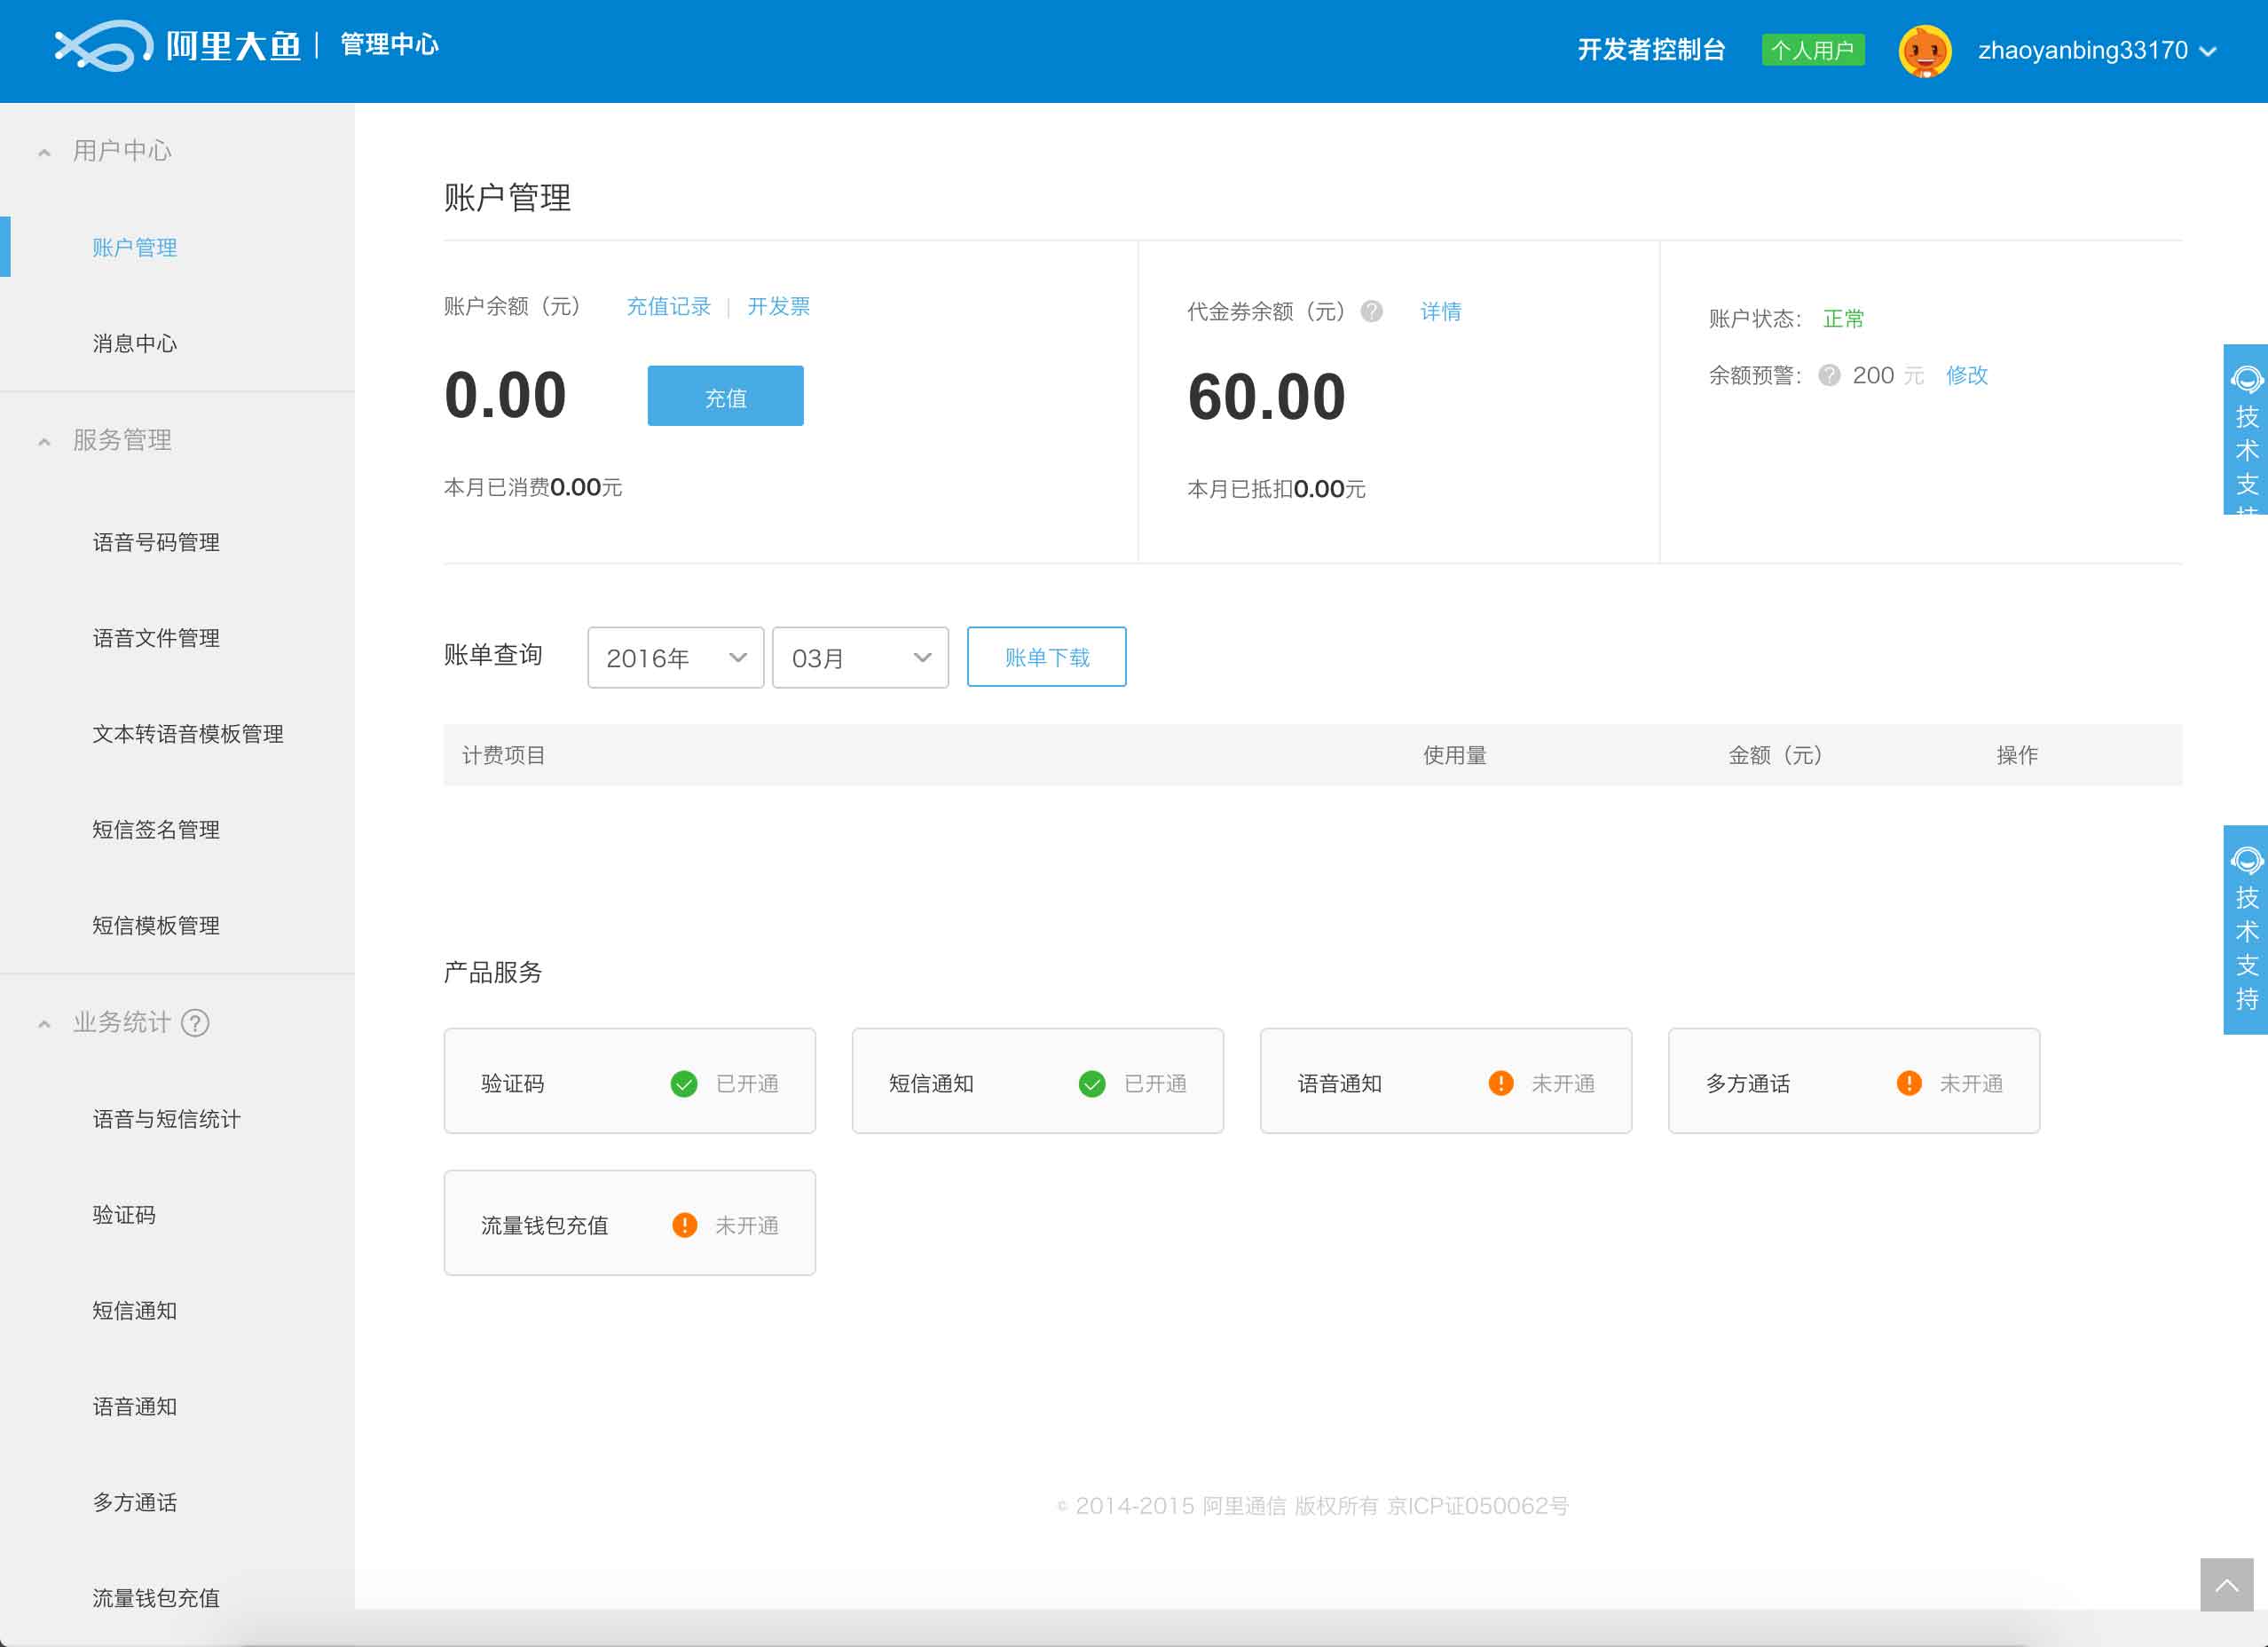 阿里大鱼 | 管理中心
开发者控制台 个人用户 zhaoyanbing33170
用户中心
账户管理
消息中心
服务管理
语音号码管理
语音文件管理
文本转语音模板管理
短信签名管理
短信模板管理
业务统计 ?
语音与短信统计
验证码
短信通知
语音通知
多方通话
流量钱包充值
账户管理
账户余额（元） 充值记录 | 开发票
0.00 充值
本月已消费0.00元
代金券余额（元） ? 详情
60.00
本月已抵扣0.00元
账户状态： 正常
余额预警： ? 200 元 修改
账单查询 2016年 03月 账单下载
计费项目 使用量 金额（元） 操作
产品服务
验证码 已开通
短信通知 已开通
语音通知 未开通
多方通话 未开通
流量钱包充值 未开通
© 2014-2015 阿里通信 版权所有 京ICP证050062号
技术支持
技术支持